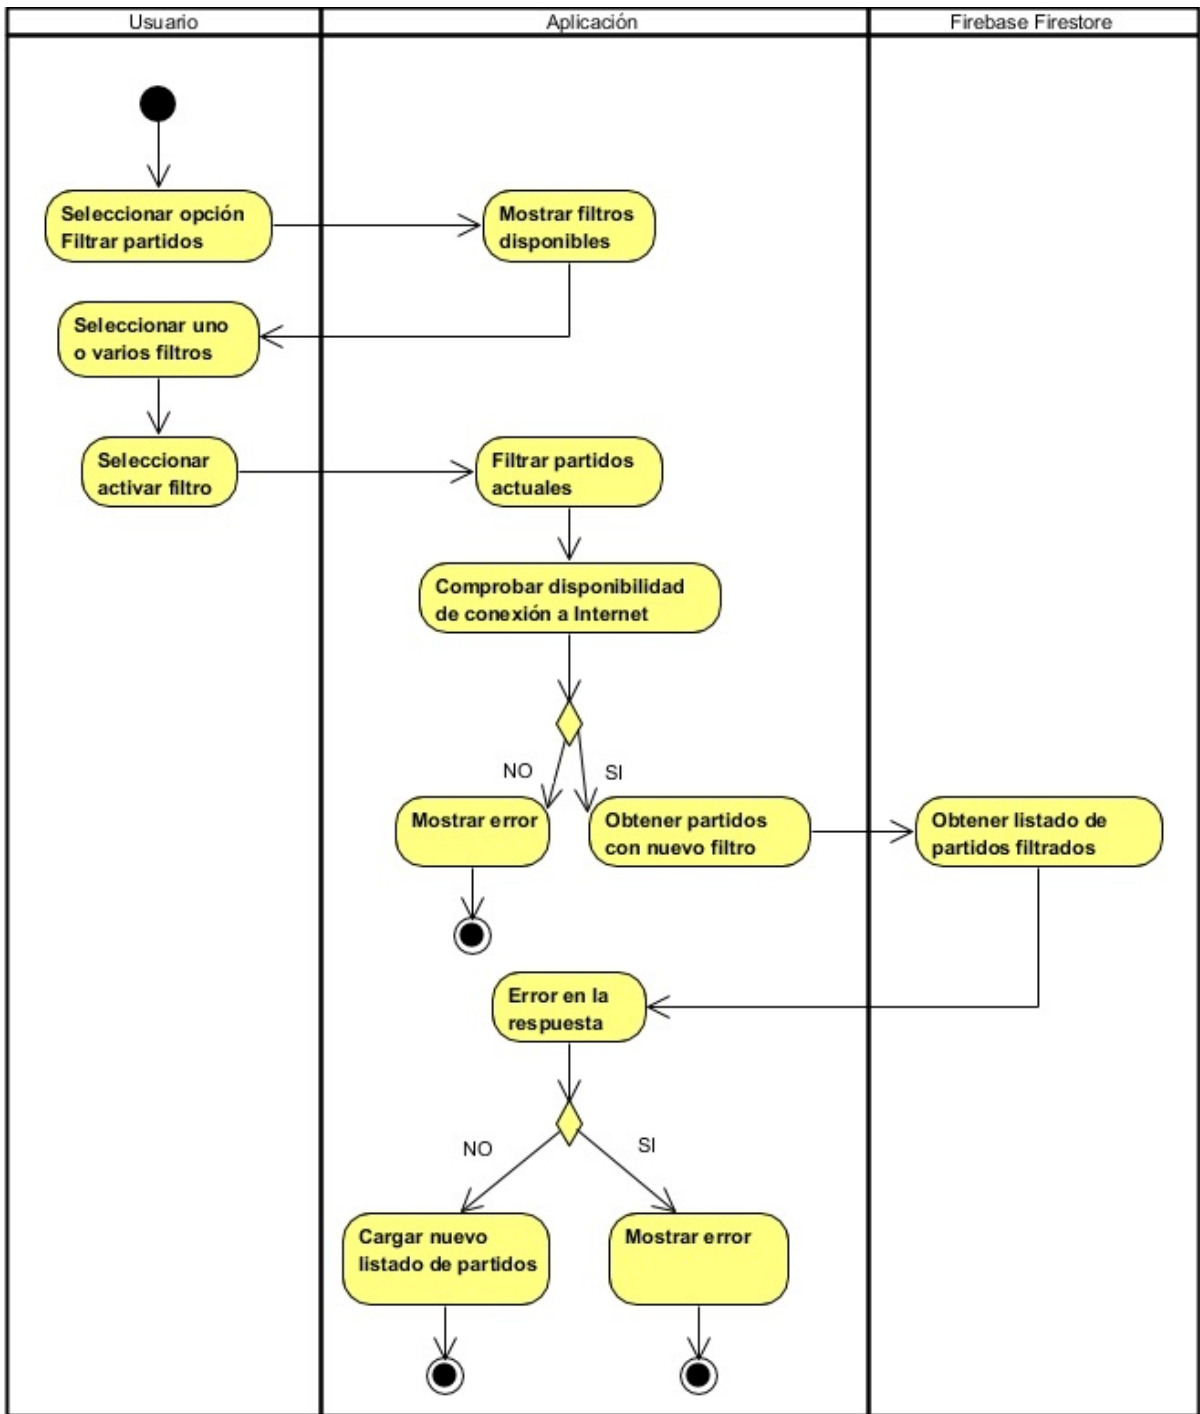 Usuario
Aplicación
Firebase Firestore
Seleccionar opción
Filtrar partidos
Mostrar filtros
disponibles
Seleccionar uno
o varios filtros
Seleccionar
activar filtro
Filtrar partidos
actuales
Comprobar disponibilidad
de conexión a Internet
NO
SI
Mostrar error
Obtener partidos
con nuevo filtro
Obtener listado de
partidos filtrados
Error en la
respuesta
NO
SI
Cargar nuevo
listado de partidos
Mostrar error